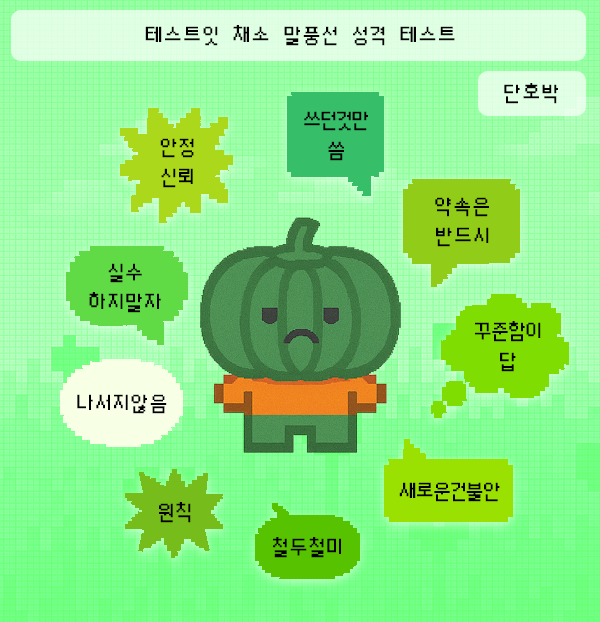 테스트잇 채소 말풍선 성격 테스트
단호박
안정
신뢰
쓰던것만
씀
약속은
반드시
실수
하지말자
꾸준함이
답
나서지않음
새로운건불안
원칙
철두철미